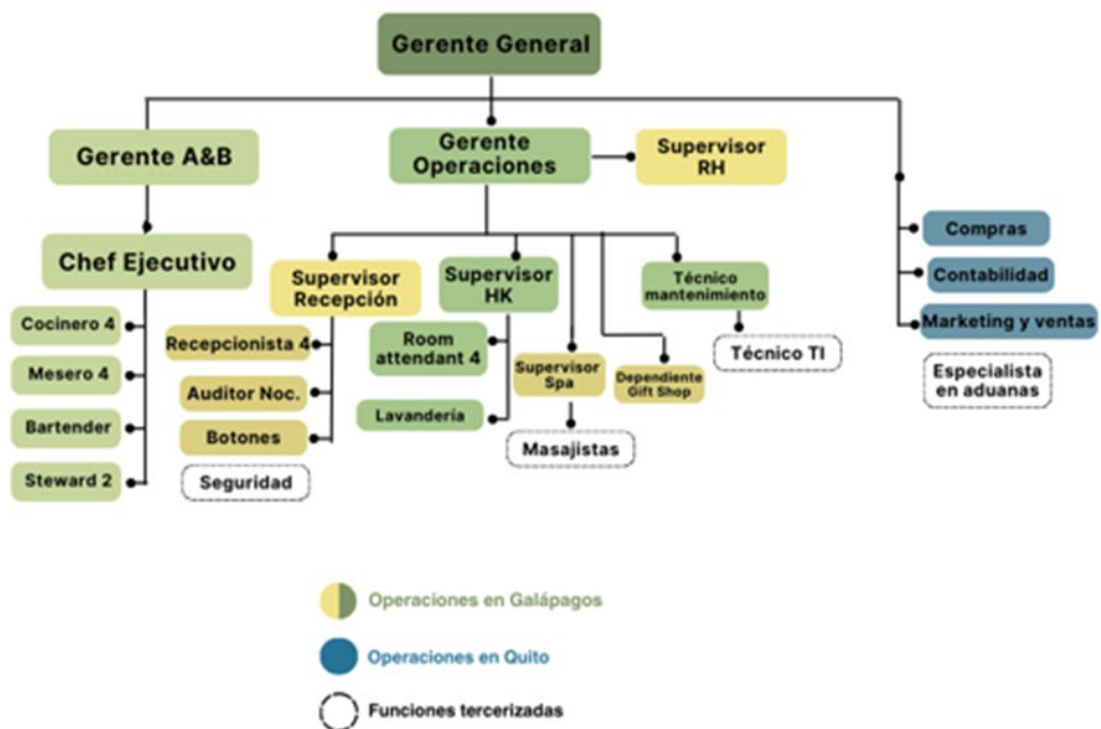 Gerente General
Gerente A&B
Gerente
Operaciones
Supervisor
RH
Chef Ejecutivo
Cocinero 4
Mesero 4
Bartender
Steward 2
Supervisor
Recepción
Recepcionista 4
Auditor Noc.
Botones
Seguridad
Supervisor
HK
Room
attendant 4
Lavandería
Supervisor
Spa
Masajistas
Dependiente
Gift Shop
Técnico
mantenimiento
Técnico TI
Compras
Contabilidad
Marketing y ventas
Especialista
en aduanas
Operaciones en Galápagos
Operaciones en Quito
Funciones tercerizadas